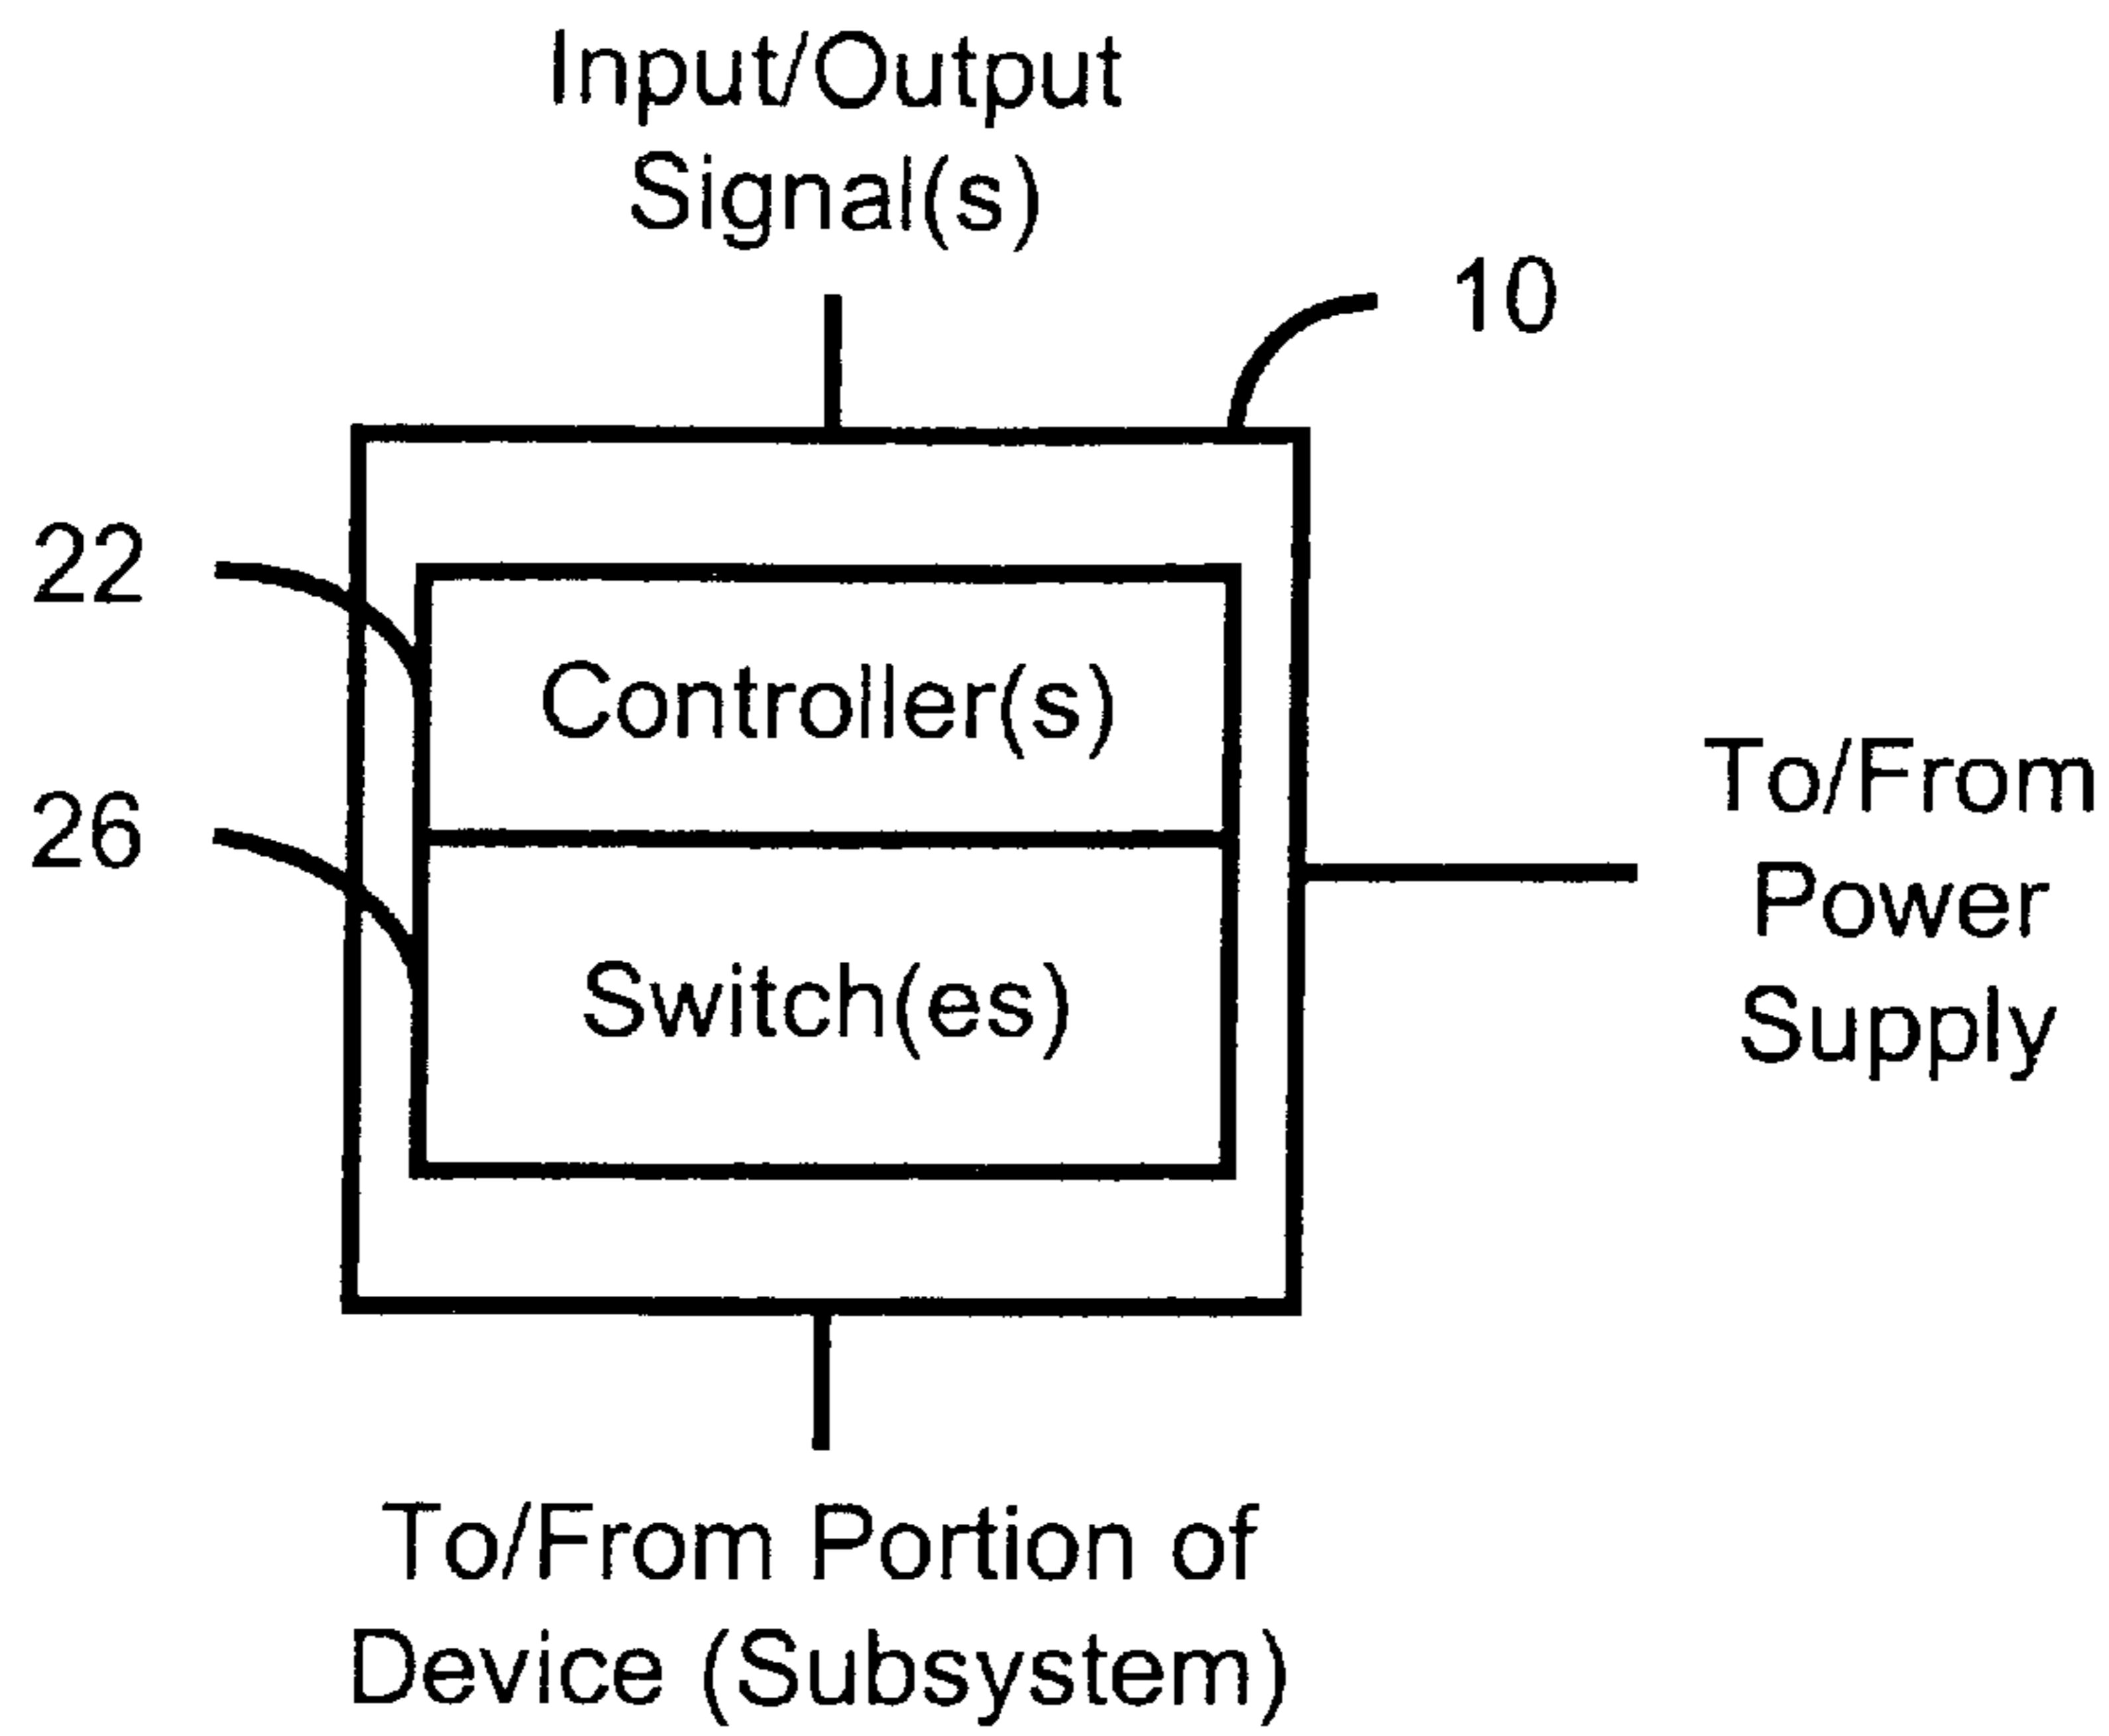 Input/Output
Signal(s)
10
22
Controller(s)
26
Switch(es)
To/From
Power
Supply
To/From Portion of
Device (Subsystem)